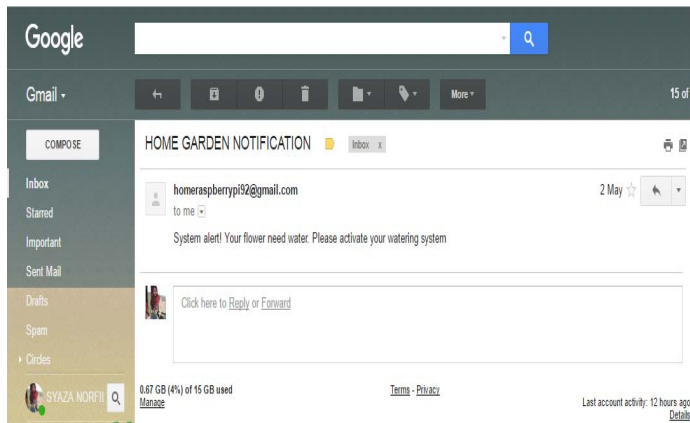 Google
Gmail
More
15 of
COMPOSE
HOME GARDEN NOTIFICATION
Inbox x
Inbox
Starred
Important
Sent Mail
Drafts
Spam
Circles
homeraspberrypi92@gmail.com
2 May
to me
System alert! Your flower need water. Please activate your watering system
Click here to Reply or Forward
SYAZA NORFII
0.67 GB (4%) of 15 GB used
Manage
Terms - Privacy
Last account activity: 12 hours ago
Details